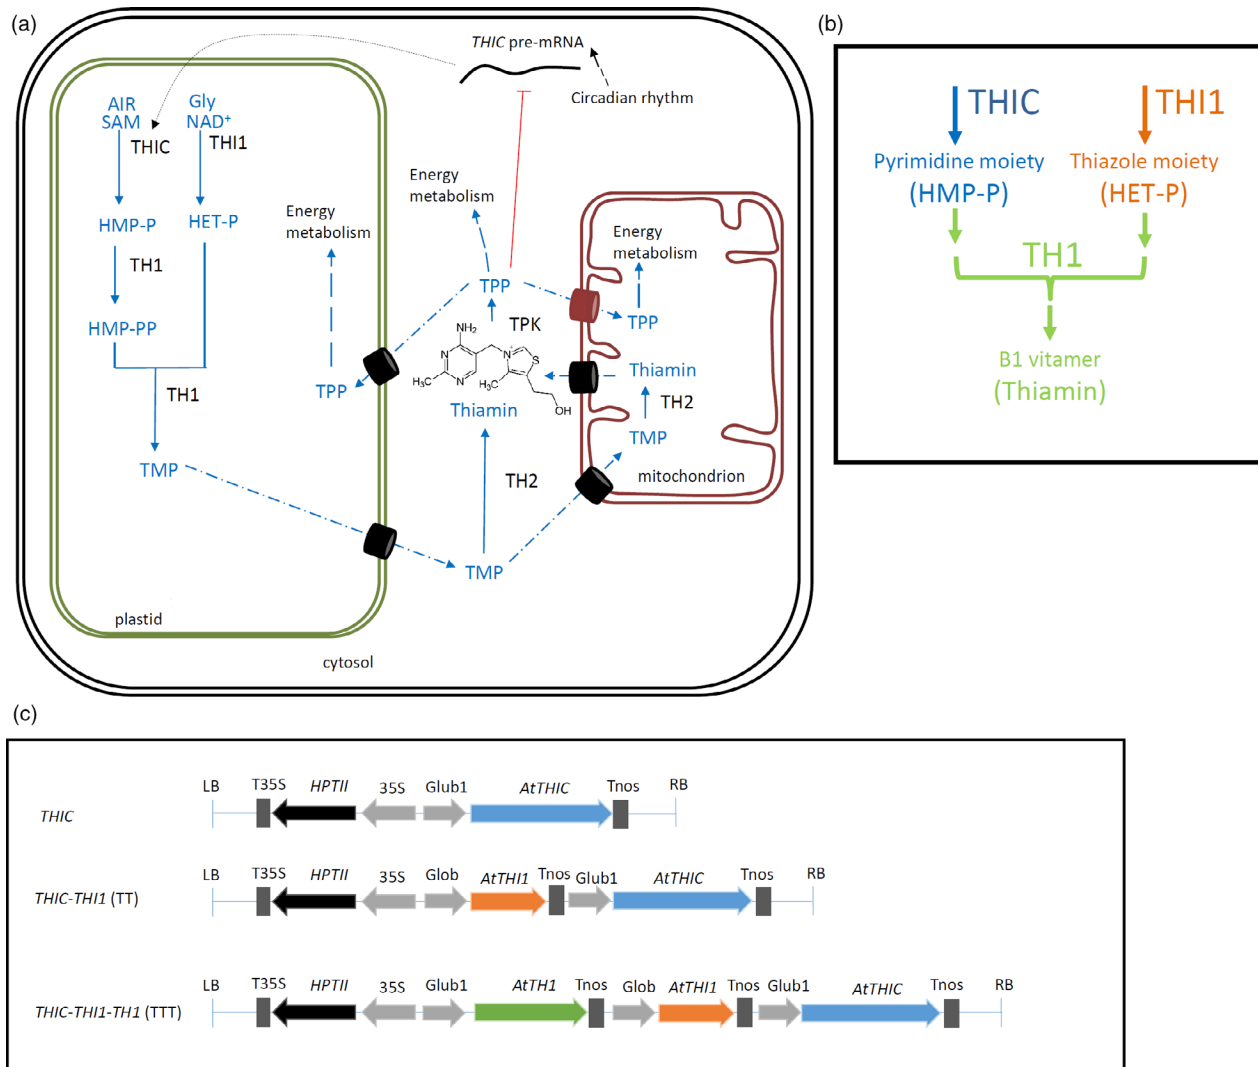 (a)
THIC pre-mRNA
Circadian rhythm
AIR
SAM
Gly
NAD+
THIC
THI1
HMP-P
HET-P
TH1
HMP-PP
TH1
TMP
Energy
metabolism
TPP
plastid
cytosol
Energy
metabolism
TPP
TPK
NH2
N
N
N+
S
H3C
CH3
OH
Thiamin
TH2
TMP
Energy
metabolism
TPP
Thiamin
TH2
TMP
mitochondrion
(b)
THIC
THI1
Pyrimidine moiety
(HMP-P)
Thiazole moiety
(HET-P)
TH1
B1 vitamer
(Thiamin)
(c)
THIC
LB T35S HPTII 35S Glub1 AtTHIC Tnos RB
THIC-THI1 (TT)
LB T35S HPTII 35S Glob AtTHI1 Tnos Glub1 AtTHIC Tnos RB
THIC-THI1-TH1 (TTT)
LB T35S HPTII 35S Glub1 AtTH1 Tnos Glob AtTHI1 Tnos Glub1 AtTHIC Tnos RB